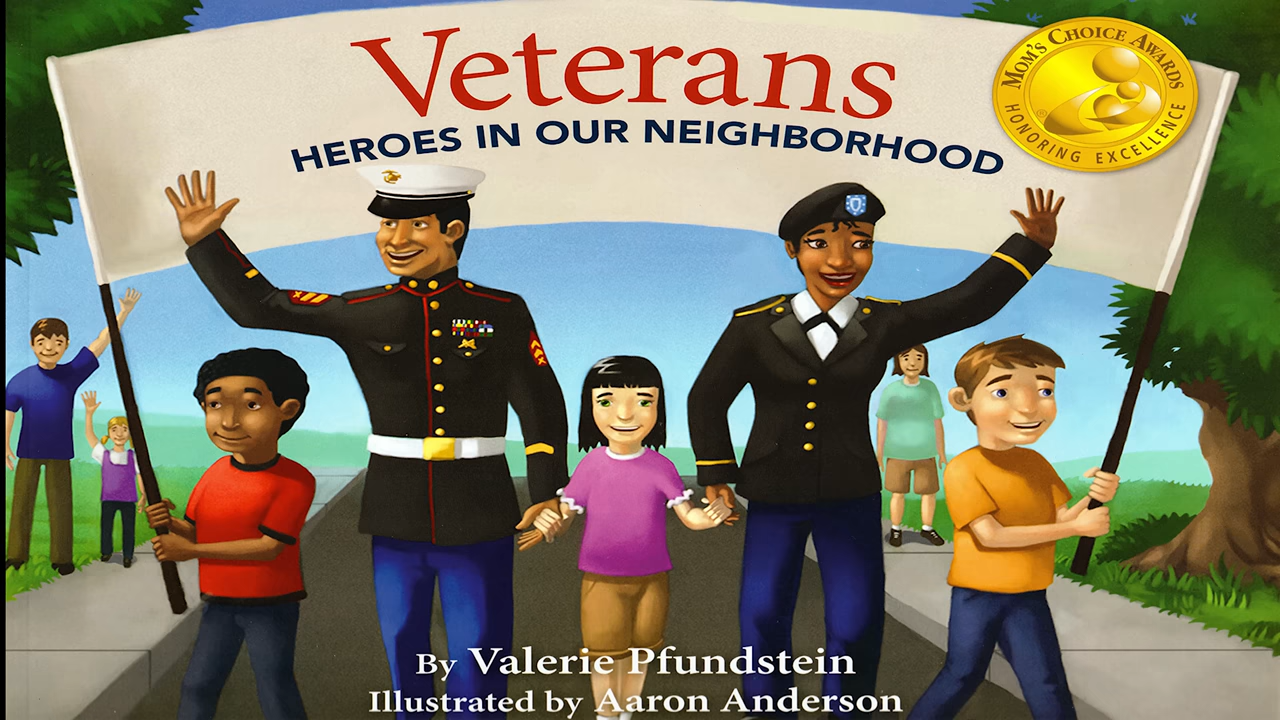 Veterans
HEROES IN OUR NEIGHBORHOOD
MOM'S CHOICE AWARDS
HONORING EXCELLENCE
®
By Valerie Pfundstein
Illustrated by Aaron Anderson